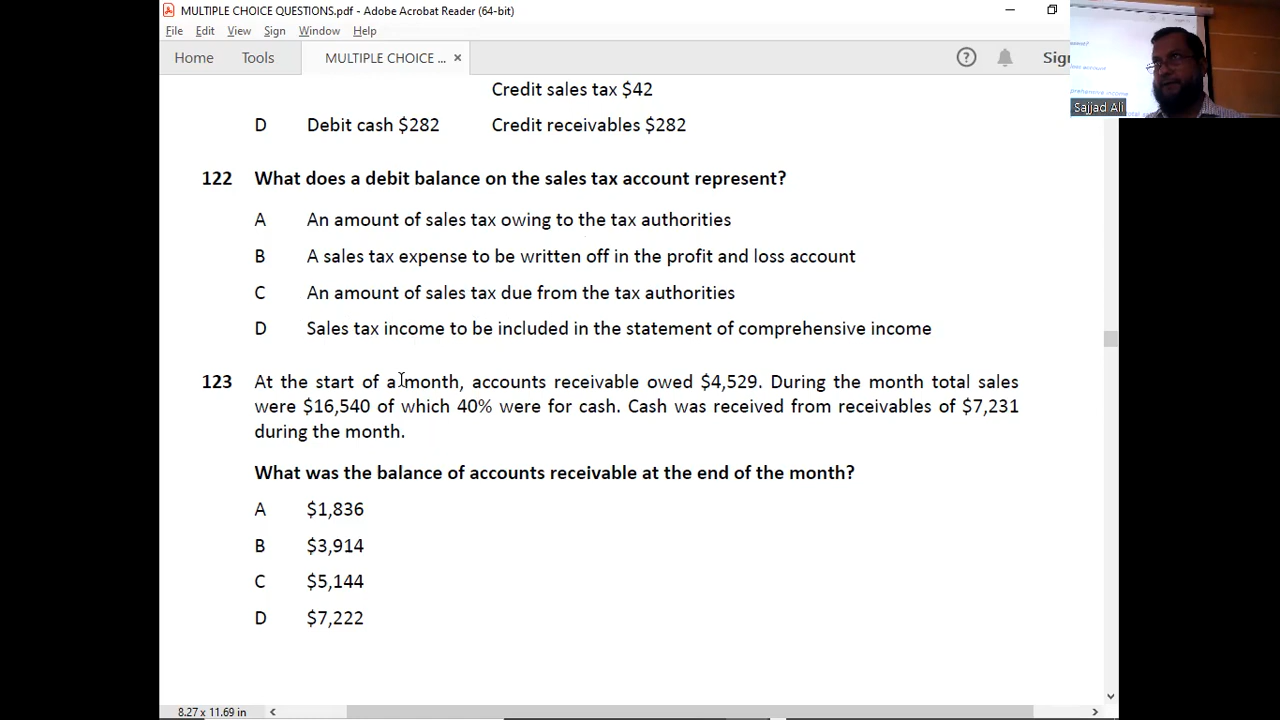 MULTIPLE CHOICE QUESTIONS.pdf - Adobe Acrobat Reader (64-bit)
File Edit View Sign Window Help
Home Tools MULTIPLE CHOICE ... × Sig
Sajjad Ali
Credit sales tax $42
D Debit cash $282 Credit receivables $282
122 What does a debit balance on the sales tax account represent?
A An amount of sales tax owing to the tax authorities
B A sales tax expense to be written off in the profit and loss account
C An amount of sales tax due from the tax authorities
D Sales tax income to be included in the statement of comprehensive income
123 At the start of a month, accounts receivable owed $4,529. During the month total sales
were $16,540 of which 40% were for cash. Cash was received from receivables of $7,231
during the month.
What was the balance of accounts receivable at the end of the month?
A $1,836
B $3,914
C $5,144
D $7,222
8.27 x 11.69 in